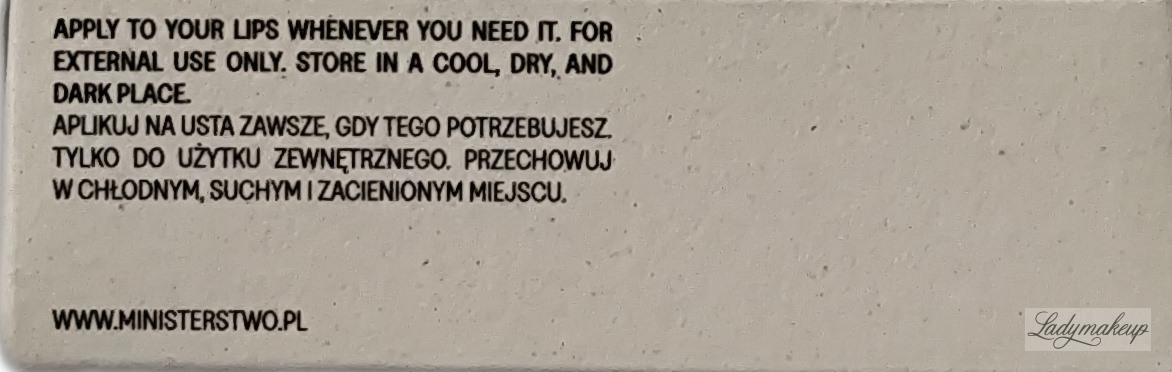 APPLY TO YOUR LIPS WHENEVER YOU NEED IT. FOR
EXTERNAL USE ONLY. STORE IN A COOL, DRY, AND
DARK PLACE.
APLIKUJ NA USTA ZAWSZE, GDY TEGO POTRZEBUJESZ.
TYLKO DO UŻYTKU ZEWNĘTRZNEGO. PRZECHOWUJ
W CHŁODNYM, SUCHYM I ZACIENIONYM MIEJSCU.
WWW.MINISTERSTWO.PL
Ladymakeup